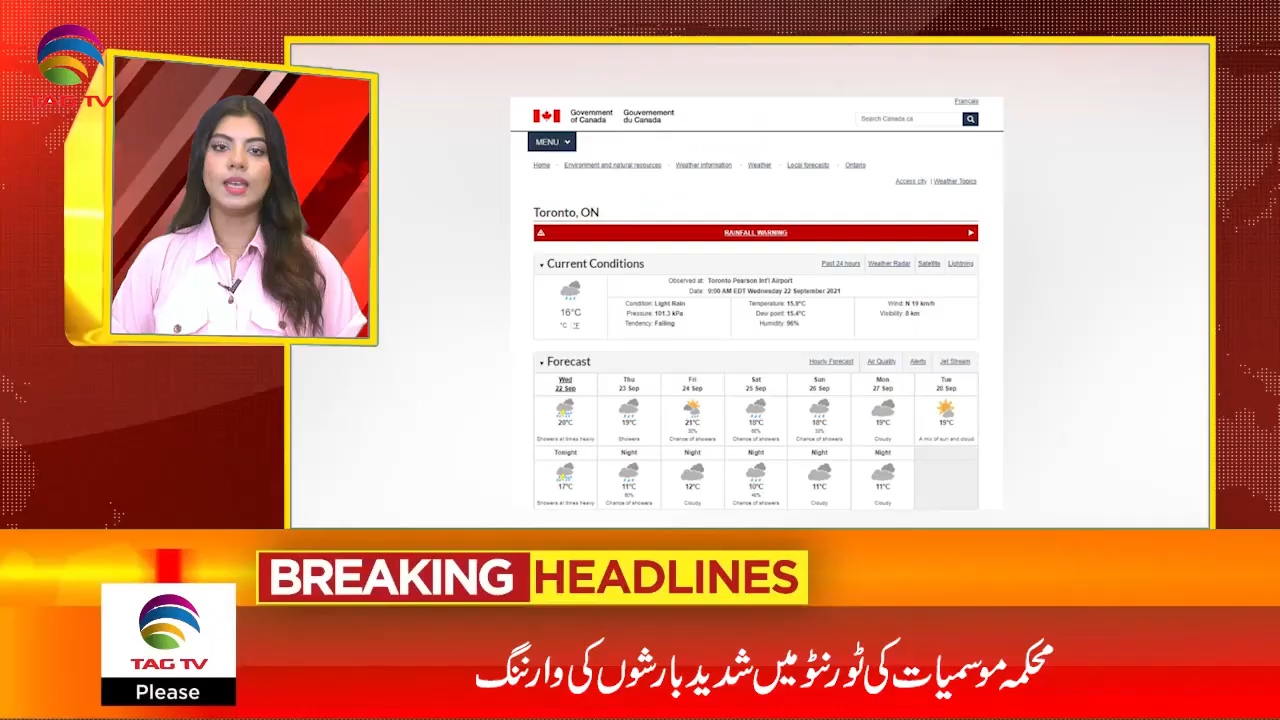 TAG TV
Français
Government of Canada
Gouvernement du Canada
Search Canada.ca
MENU
Home
Environment and natural resources
Weather information
Weather
Local forecasts
Ontario
Access city | Weather Topics
Toronto, ON
RAINFALL WARNING
Current Conditions
Past 24 hours
Weather Radar
Satellite
Lightning
Observed at: Toronto Pearson Int'l Airport
Date: 9:00 AM EDT Wednesday 22 September 2021
16°C
°C °F
Condition: Light Rain
Pressure: 101.3 kPa
Tendency: Falling
Temperature: 15.9°C
Dew point: 15.4°C
Humidity: 96%
Wind: N 19 km/h
Visibility: 8 km
Forecast
Hourly Forecast
Air Quality
Alerts
Jet Stream
Wed 22 Sep
Thu 23 Sep
Fri 24 Sep
Sat 25 Sep
Sun 26 Sep
Mon 27 Sep
Tue 28 Sep
20°C
19°C
21°C
18°C
18°C
19°C
19°C
30%
60%
30%
Showers at times heavy
Showers
Chance of showers
Chance of showers
Chance of showers
Cloudy
A mix of sun and cloud
Tonight
Night
Night
Night
Night
Night
17°C
11°C
12°C
10°C
11°C
11°C
60%
40%
Showers at times heavy
Chance of showers
Cloudy
Chance of showers
Cloudy
Cloudy
BREAKING HEADLINES
محکمہ موسمیات کی ٹورنٹو میں شدید بارشوں کی وارننگ
TAG TV
Please